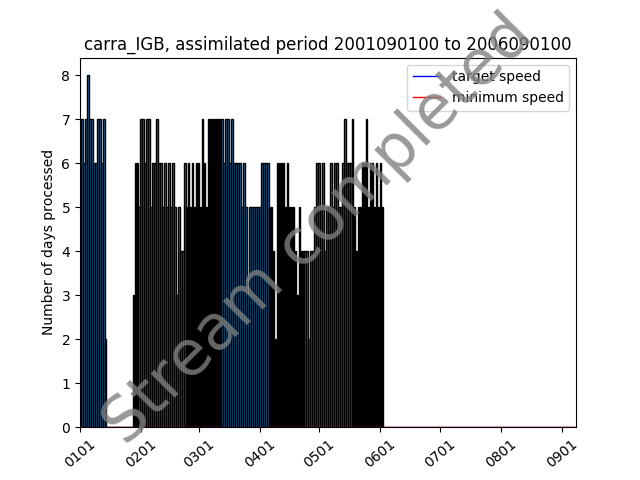 carra_IGB, assimilated period 2001090100 to 2006090100
target speed
minimum speed
Number of days processed
8
7
6
5
4
3
2
1
0
0101 0201 0301 0401 0501 0601 0701 0801 0901
Stream completed